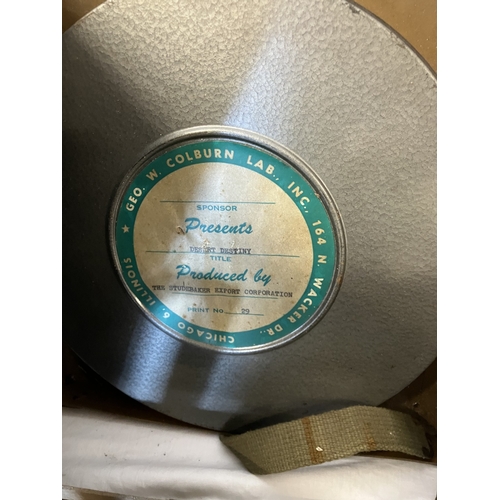 GEO. W. COLBURN LAB., INC., 164 N. WACKER DR., CHICAGO 6, ILLINOIS
SPONSOR
Presents
DESERT DESTINY
TITLE
Produced by
THE STUDEBAKER EXPORT CORPORATION
PRINT NO. 29